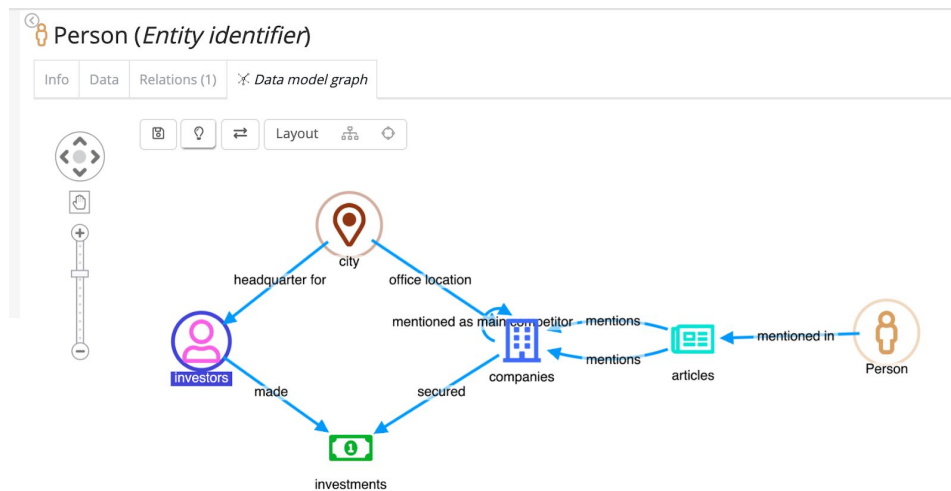 Person (Entity identifier)
Info
Data
Relations (1)
Data model graph
Layout
city
headquarter for
office location
mentioned as main competitor
mentions
mentioned in
investors
companies
mentions
articles
Person
made
secured
1
investments